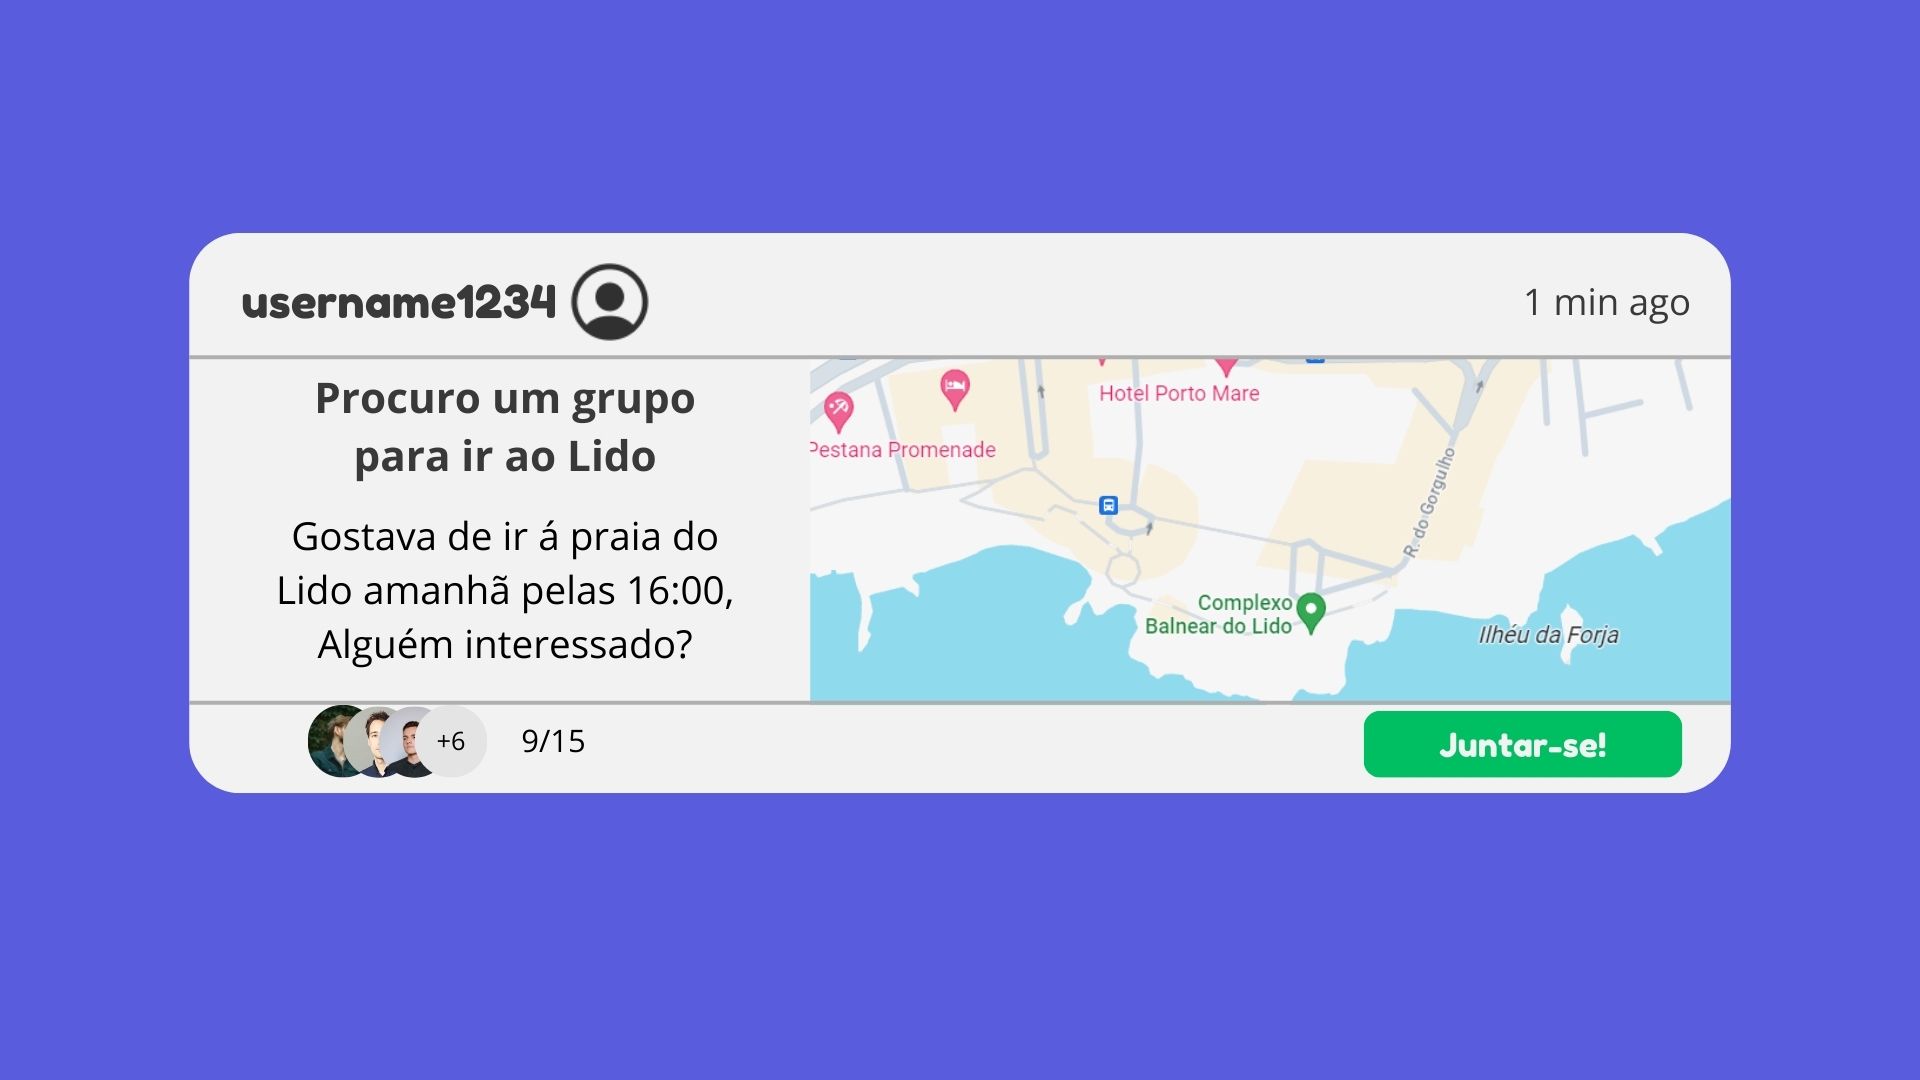 username1234
1 min ago
Procuro um grupo
para ir ao Lido
Gostava de ir á praia do
Lido amanhã pelas 16:00,
Alguém interessado?
Hotel Porto Mare
Pestana Promenade
R. do Gorgulho
Complexo
Balnear do Lido
Ilhéu da Forja
+6
9/15
Juntar-se!